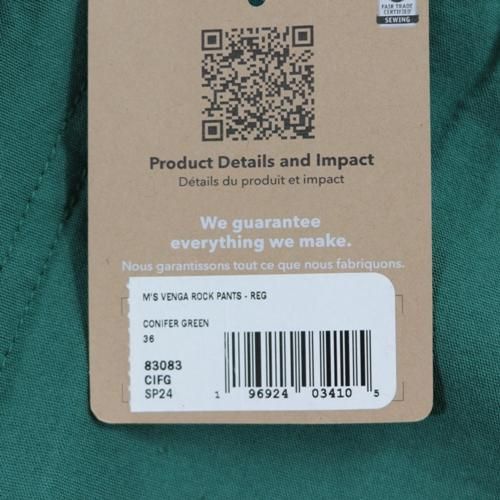 FAIR TRADE
CERTIFIED
SEWING
Product Details and Impact
Détails du produit et impact
We guarantee
everything we make.
Nous garantissons tout ce que nous fabriquons.
M'S VENGA ROCK PANTS - REG
CONIFER GREEN
36
83083
CIFG
SP24
1 96924 03410 5